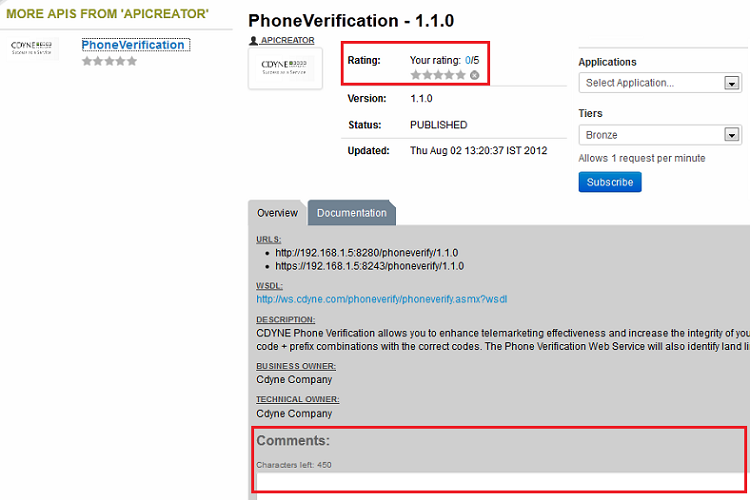 MORE APIS FROM 'APICREATOR'
CDYNE
Success as a Service
PhoneVerification
PhoneVerification - 1.1.0
APICREATOR
CDYNE
Success as a Service
Rating: Your rating: 0/5
Version: 1.1.0
Status: PUBLISHED
Updated: Thu Aug 02 13:20:37 IST 2012
Applications
Select Application...
Tiers
Bronze
Allows 1 request per minute
Subscribe
Overview Documentation
URLS:
http://192.168.1.5:8280/phoneverify/1.1.0
https://192.168.1.5:8243/phoneverify/1.1.0
WSDL:
http://ws.cdyne.com/phoneverify/phoneverify.asmx?wsdl
DESCRIPTION:
CDYNE Phone Verification allows you to enhance telemarketing effectiveness and increase the integrity of you
code + prefix combinations with the correct codes. The Phone Verification Web Service will also identify land li
BUSINESS OWNER:
Cdyne Company
TECHNICAL OWNER:
Cdyne Company
Comments:
Characters left: 450